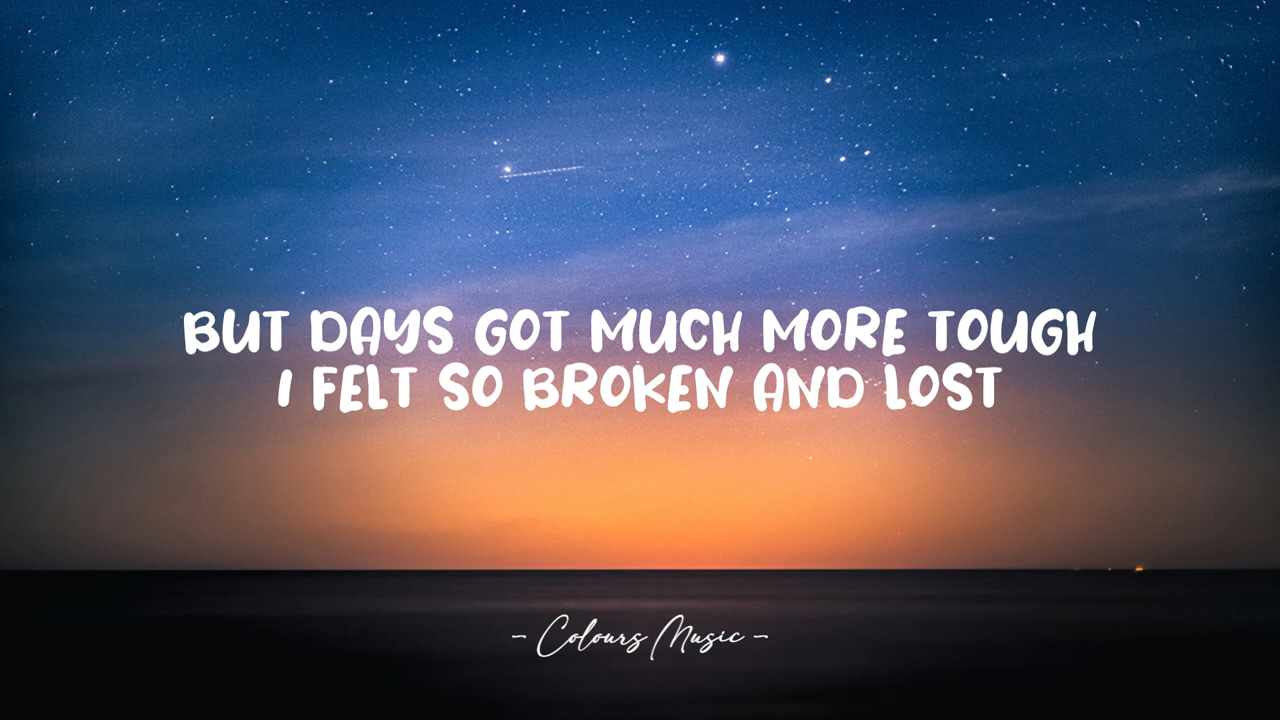 BUT DAYS GOT MUCH MORE TOUGH
I FELT SO BROKEN AND LOST
~ Colours Music ~